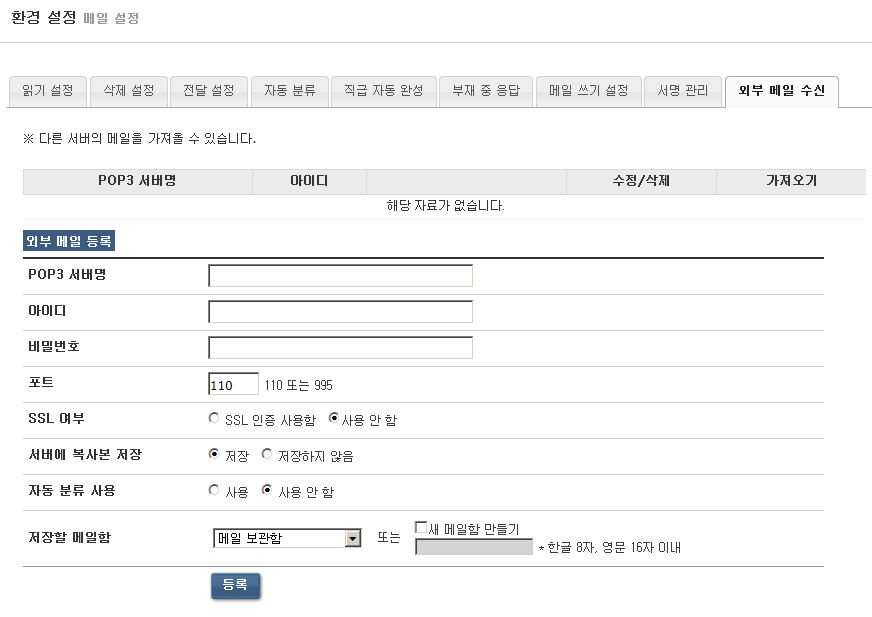 환경 설정 메일 설정
읽기 설정 삭제 설정 전달 설정 자동 분류 직급 자동 완성 부재 중 응답 메일 쓰기 설정 서명 관리 외부 메일 수신
※ 다른 서버의 메일을 가져올 수 있습니다.
POP3 서버명 아이디 수정/삭제 가져오기
해당 자료가 없습니다.
외부 메일 등록
POP3 서버명
아이디
비밀번호
포트 110 110 또는 995
SSL 여부 SSL 인증 사용함 사용 안 함
서버에 복사본 저장 저장 저장하지 않음
자동 분류 사용 사용 사용 안 함
저장할 메일함 메일 보관함 또는 새 메일함 만들기
* 한글 8자, 영문 16자 이내
등록